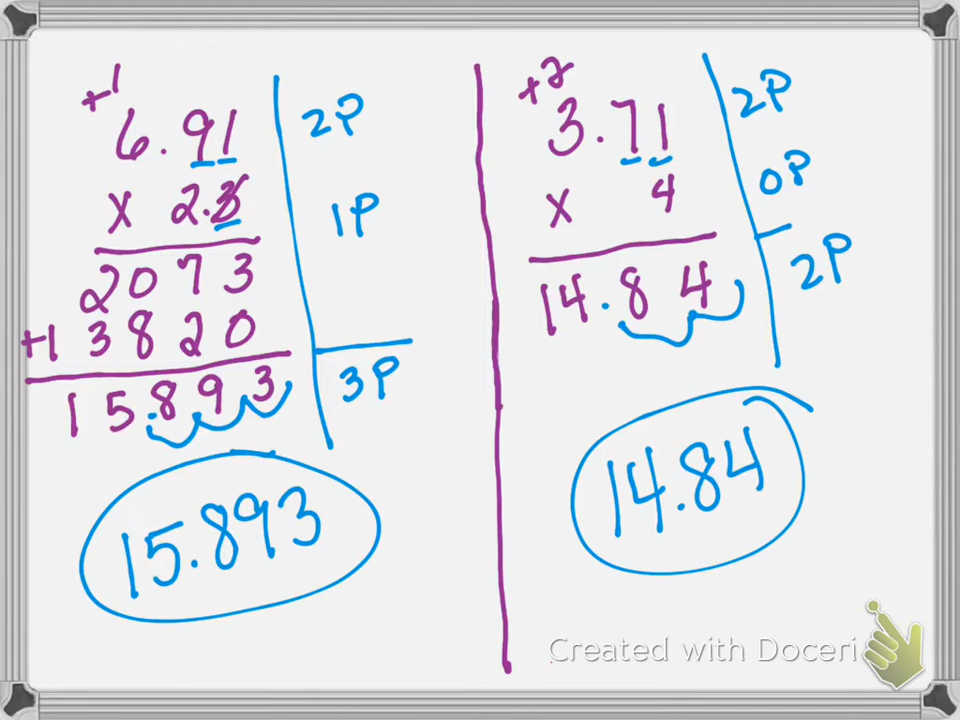 +1
6.91
x 2.3
2073
+13820
15.893
15.893
2P
1P
3P
+2
3.71
x 4
14.84
14.84
2P
0P
2P
Created with Doceri